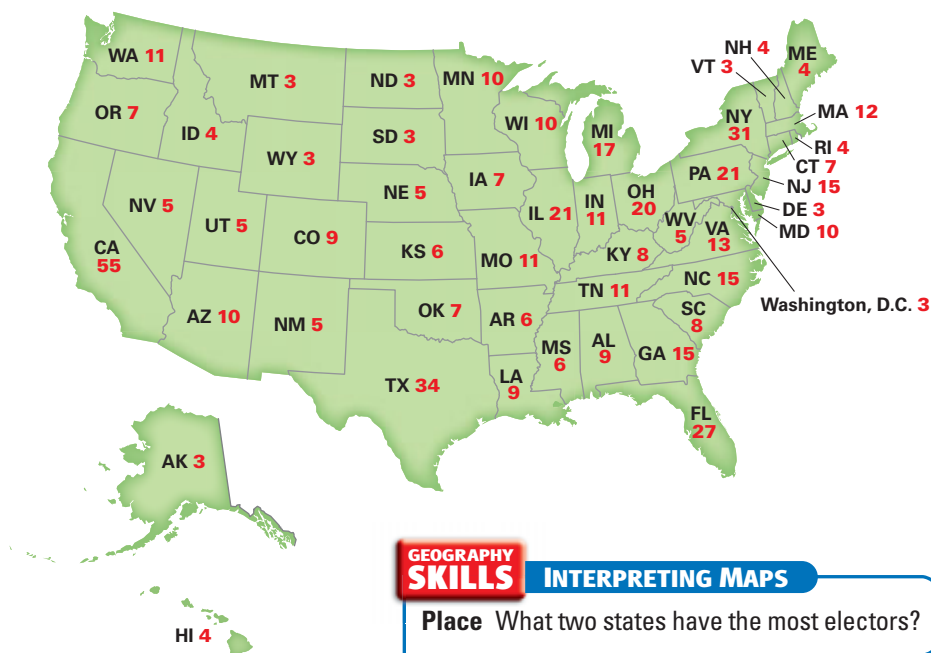 WA 11
MT 3
ND 3
MN 10
NH 4
VT 3
ME
4
OR 7
ID 4
SD 3
WI 10
MI
17
NY
31
MA 12
RI 4
CT 7
WY 3
IA 7
NE 5
PA 21
NJ 15
DE 3
MD 10
NV 5
UT 5
CO 9
IL 21
IN
11
OH
20
WV
5
VA
13
CA
55
KS 6
MO 11
KY 8
NC 15
Washington, D.C. 3
TN 11
AZ 10
NM 5
OK 7
AR 6
SC
8
MS
6
AL
9
GA 15
TX 34
LA
9
FL
27
AK 3
HI 4
GEOGRAPHY
SKILLS
INTERPRETING MAPS
Place What two states have the most electors?